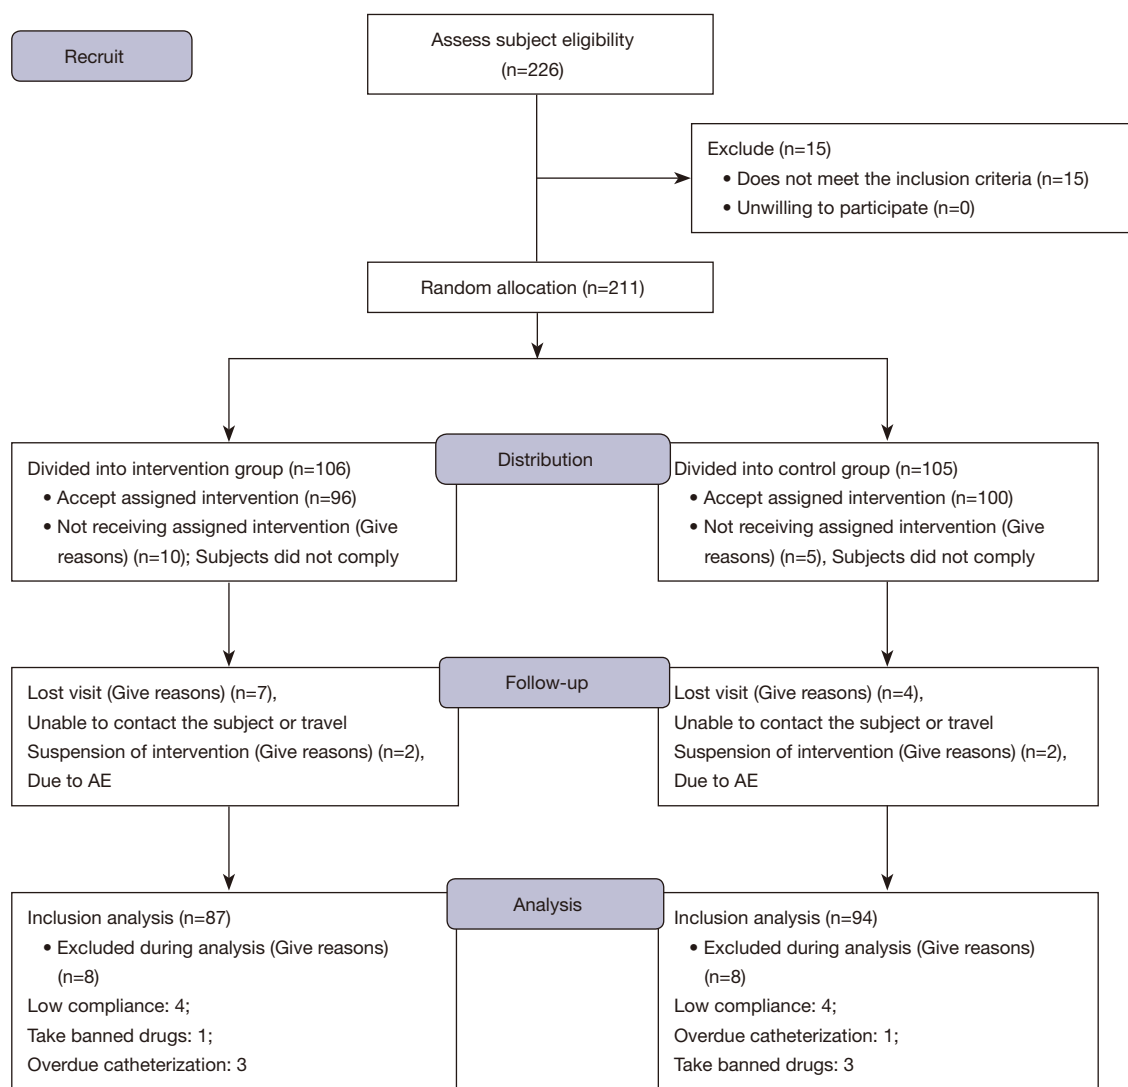 Recruit
Assess subject eligibility
(n=226)
Exclude (n=15)
• Does not meet the inclusion criteria (n=15)
• Unwilling to participate (n=0)
Random allocation (n=211)
Distribution
Divided into intervention group (n=106)
• Accept assigned intervention (n=96)
• Not receiving assigned intervention (Give
reasons) (n=10); Subjects did not comply
Divided into control group (n=105)
• Accept assigned intervention (n=100)
• Not receiving assigned intervention (Give
reasons) (n=5), Subjects did not comply
Follow-up
Lost visit (Give reasons) (n=7),
Unable to contact the subject or travel
Suspension of intervention (Give reasons) (n=2),
Due to AE
Lost visit (Give reasons) (n=4),
Unable to contact the subject or travel
Suspension of intervention (Give reasons) (n=2),
Due to AE
Analysis
Inclusion analysis (n=87)
• Excluded during analysis (Give reasons)
(n=8)
Low compliance: 4;
Take banned drugs: 1;
Overdue catheterization: 3
Inclusion analysis (n=94)
• Excluded during analysis (Give reasons)
(n=8)
Low compliance: 4;
Overdue catheterization: 1;
Take banned drugs: 3